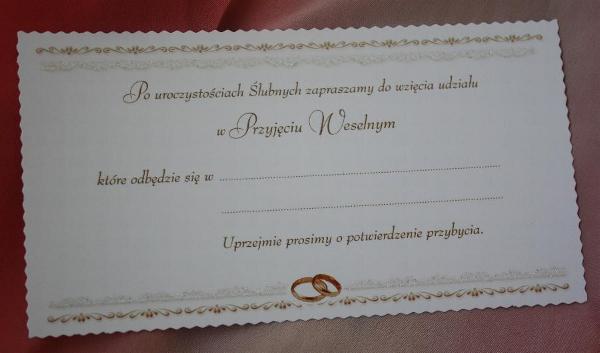 Po uroczystościach Ślubnych zapraszamy do wzięcia udziału
w Przyjęciu Weselnym
które odbędzie się w ........................................
........................................
Uprzejmie prosimy o potwierdzenie przybycia.